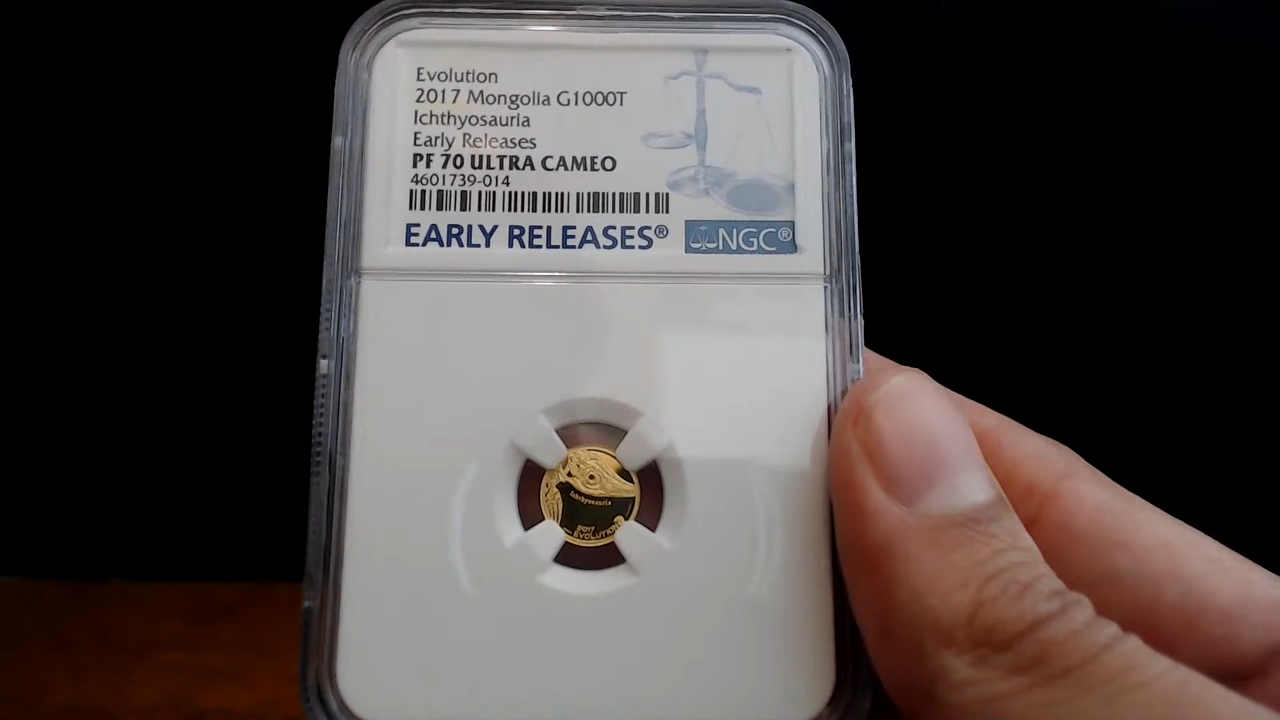 Evolution
2017 Mongolia G1000T
Ichthyosauria
Early Releases
PF 70 ULTRA CAMEO
4601739-014
EARLY RELEASES®
NGC®
Ichthyosauria
2017
EVOLUTION